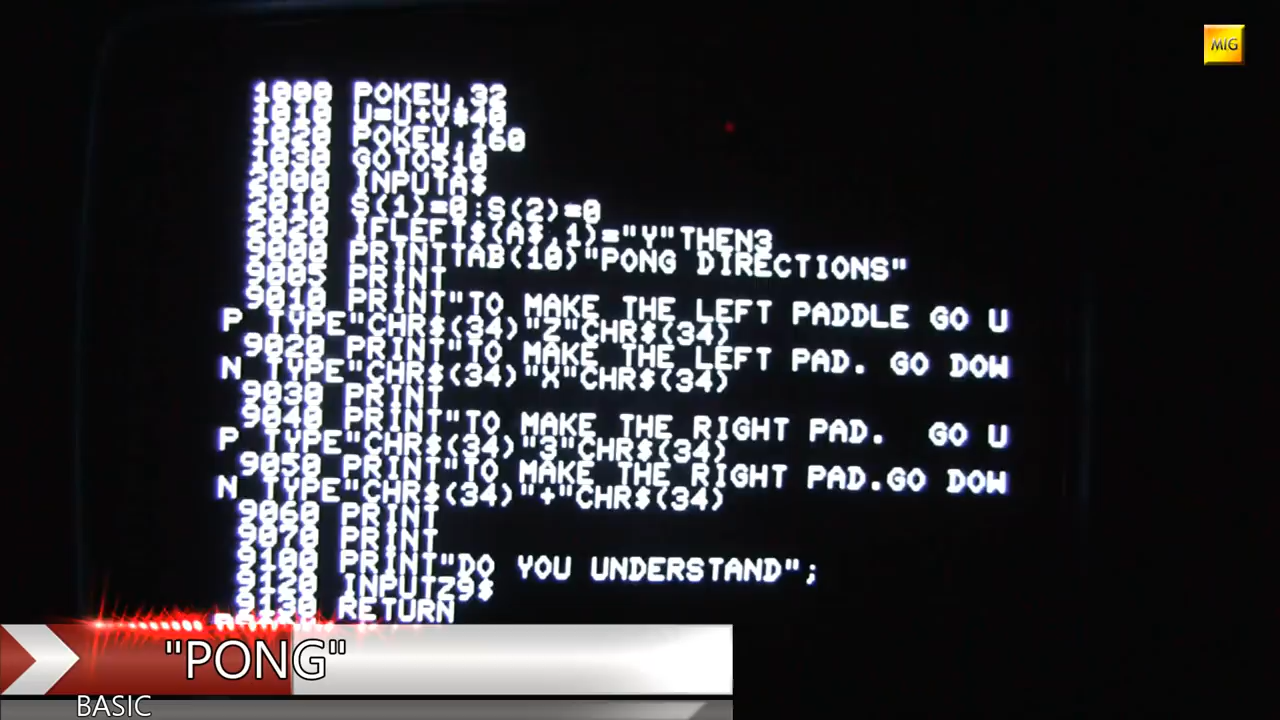 MiG
1000 POKEU,32
1010 U=U+V*40
1020 POKEU,160
1030 GOTO510
2000 INPUTA$
2010 S(1)=0:S(2)=0
2020 IFLEFT$(A$,1)="Y"THEN3
9000 PRINTTAB(10)"PONG DIRECTIONS"
9005 PRINT
9010 PRINT"TO MAKE THE LEFT PADDLE GO U
P TYPE"CHR$(34)"Z"CHR$(34)
9020 PRINT"TO MAKE THE LEFT PAD. GO DOW
N TYPE"CHR$(34)"X"CHR$(34)
9030 PRINT
9040 PRINT"TO MAKE THE RIGHT PAD.  GO U
P TYPE"CHR$(34)"3"CHR$(34)
9050 PRINT"TO MAKE THE RIGHT PAD.GO DOW
N TYPE"CHR$(34)"+"CHR$(34)
9060 PRINT
9070 PRINT
9100 PRINT"DO YOU UNDERSTAND";
9120 INPUTZ9$
9130 RETURN
"PONG"
BASIC